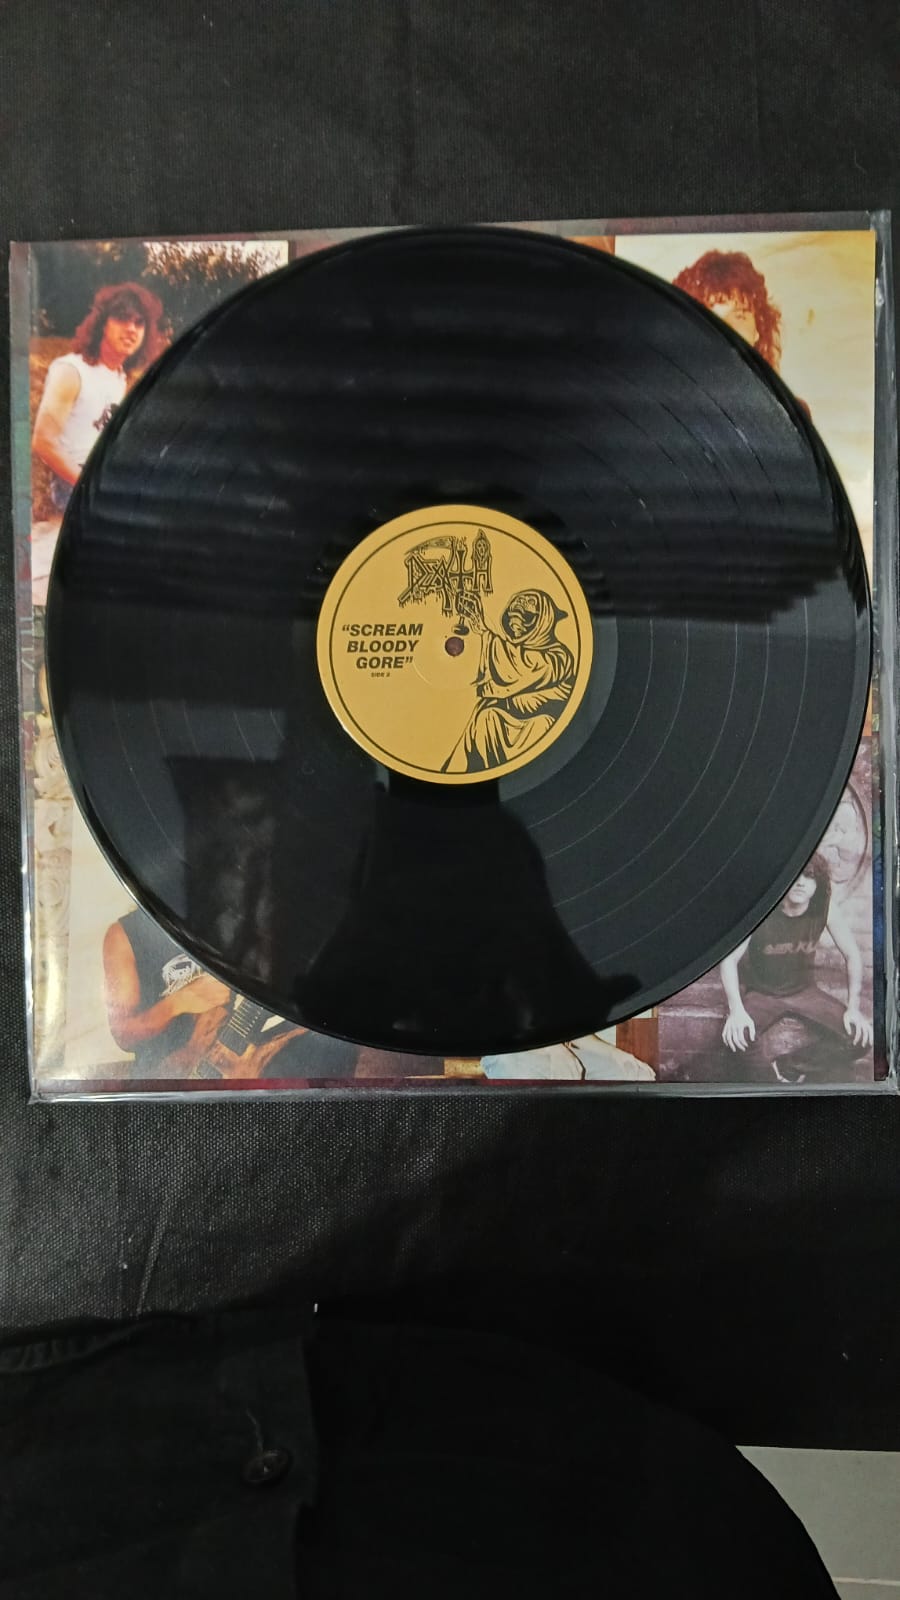 DEATH
“SCREAM
BLOODY
GORE”
SIDE 2